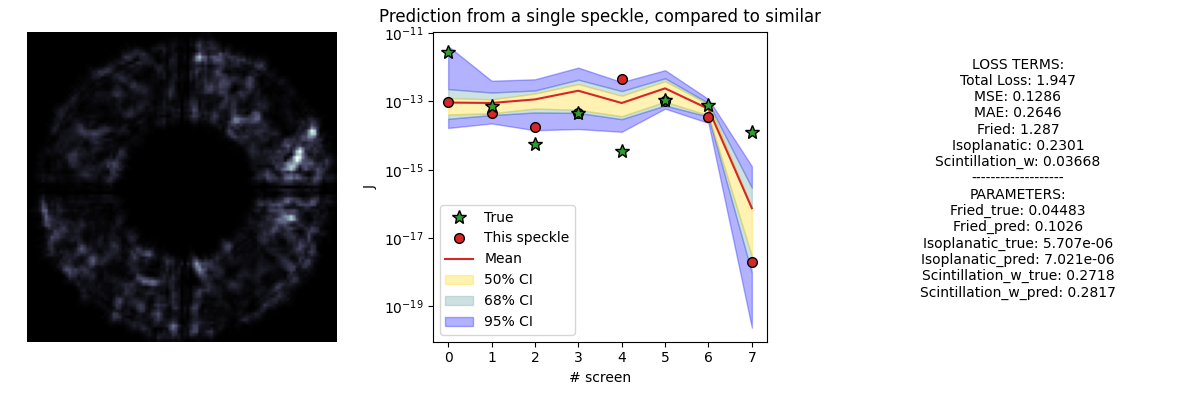 Prediction from a single speckle, compared to similar
10⁻¹¹
10⁻¹³
10⁻¹⁵
10⁻¹⁷
10⁻¹⁹
J
True
This speckle
Mean
50% CI
68% CI
95% CI
0 1 2 3 4 5 6 7
# screen
LOSS TERMS:
Total Loss: 1.947
MSE: 0.1286
MAE: 0.2646
Fried: 1.287
Isoplanatic: 0.2301
Scintillation_w: 0.03668
-------------------
PARAMETERS:
Fried_true: 0.04483
Fried_pred: 0.1026
Isoplanatic_true: 5.707e-06
Isoplanatic_pred: 7.021e-06
Scintillation_w_true: 0.2718
Scintillation_w_pred: 0.2817